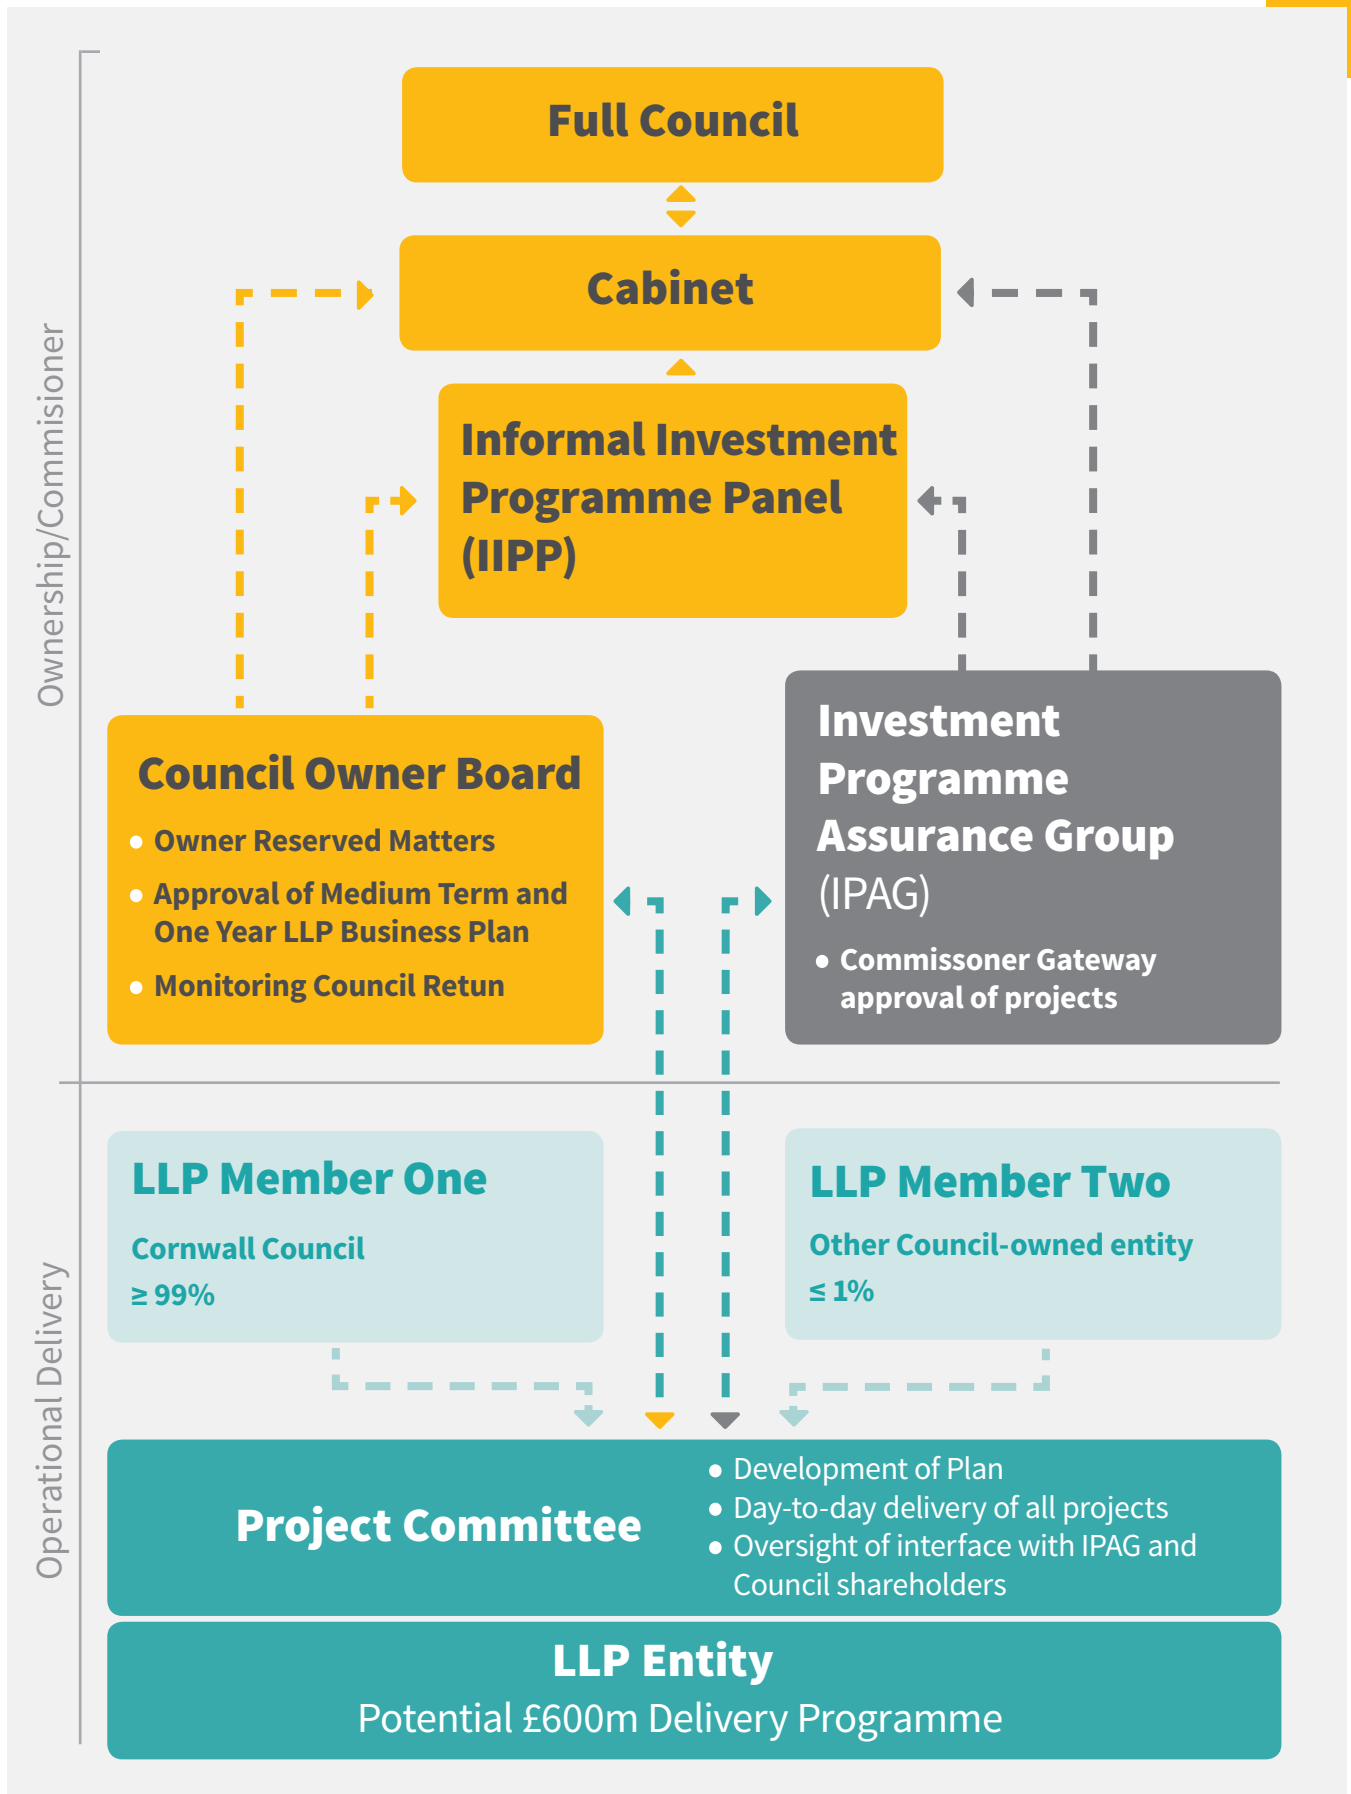 Full Council
Cabinet
Ownership/Commisioner
Informal Investment
Programme Panel
(IIPP)
Council Owner Board
• Owner Reserved Matters
• Approval of Medium Term and
One Year LLP Business Plan
• Monitoring Council Retun
Investment
Programme
Assurance Group
(IPAG)
• Commissoner Gateway
approval of projects
Operational Delivery
LLP Member One
Cornwall Council
≥ 99%
LLP Member Two
Other Council-owned entity
≤ 1%
Project Committee
• Development of Plan
• Day-to-day delivery of all projects
• Oversight of interface with IPAG and
Council shareholders
LLP Entity
Potential £600m Delivery Programme